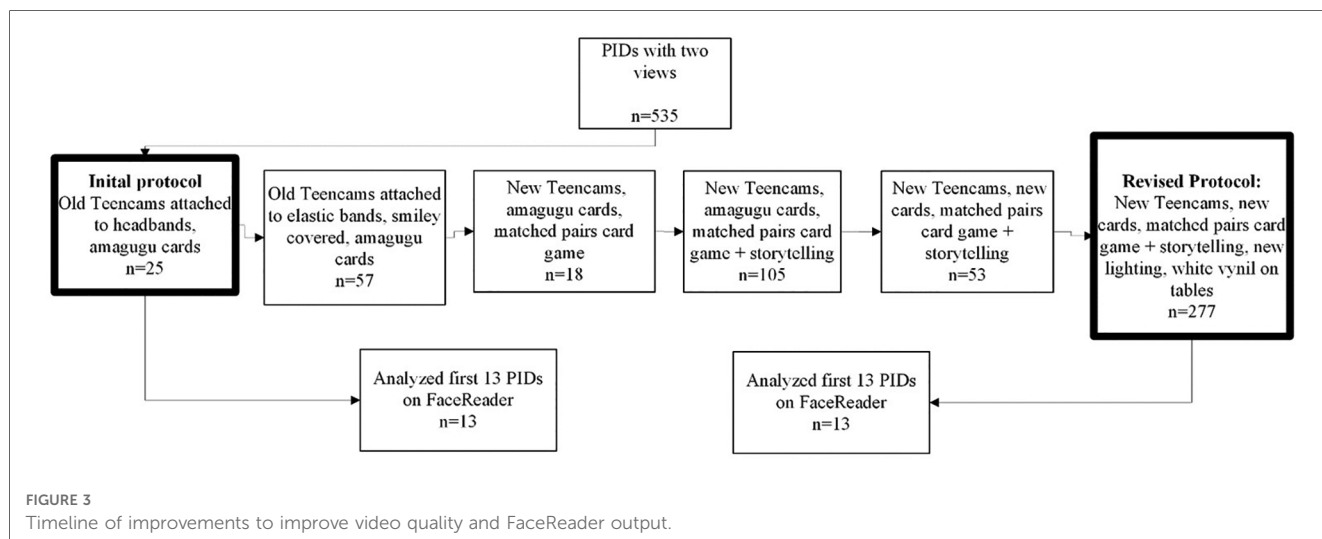 PIDs with two
views
n=535
Inital protocol
Old Teencams attached
to headbands,
amagugu cards
n=25
Old Teencams attached
to elastic bands, smiley
covered, amagugu
cards
n=57
New Teencams,
amagugu cards,
matched pairs card
game
n=18
New Teencams,
amagugu cards,
matched pairs card
game + storytelling
n=105
New Teencams, new
cards, matched pairs
card game +
storytelling
n=53
Revised Protocol:
New Teencams, new
cards, matched pairs card
game + storytelling, new
lighting, white vynil on
tables
n=277
Analyzed first 13 PIDs
on FaceReader
n=13
Analyzed first 13 PIDs
on FaceReader
n=13
FIGURE 3
Timeline of improvements to improve video quality and FaceReader output.